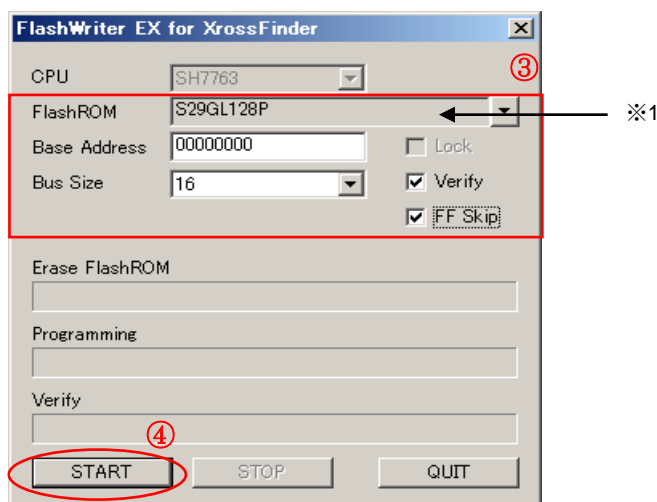 FlashWriter EX for XrossFinder
③
CPU SH7763
FlashROM S29GL128P ※1
Base Address 00000000 Lock
Bus Size 16 Verify
FF Skip
Erase FlashROM
Programming
Verify
④
START STOP QUIT